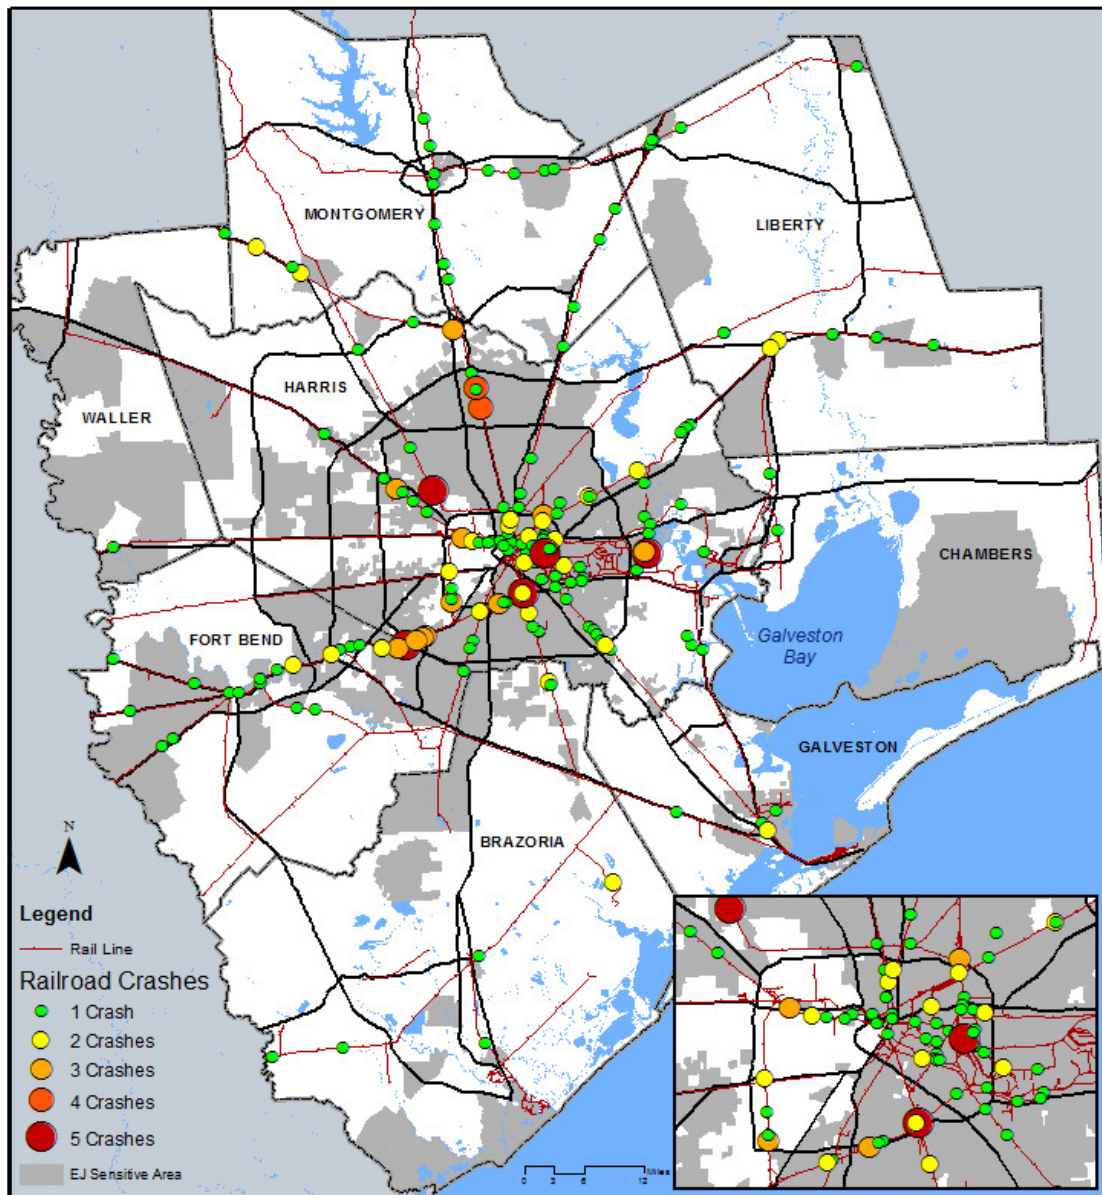 MONTGOMERY
LIBERTY
HARRIS
WALLER
CHAMBERS
FORT BEND
Galveston
Bay
GALVESTON
BRAZORIA
N
Legend
Rail Line
Railroad Crashes
1 Crash
2 Crashes
3 Crashes
4 Crashes
5 Crashes
EJ Sensitive Area
Miles
0 3 6 12